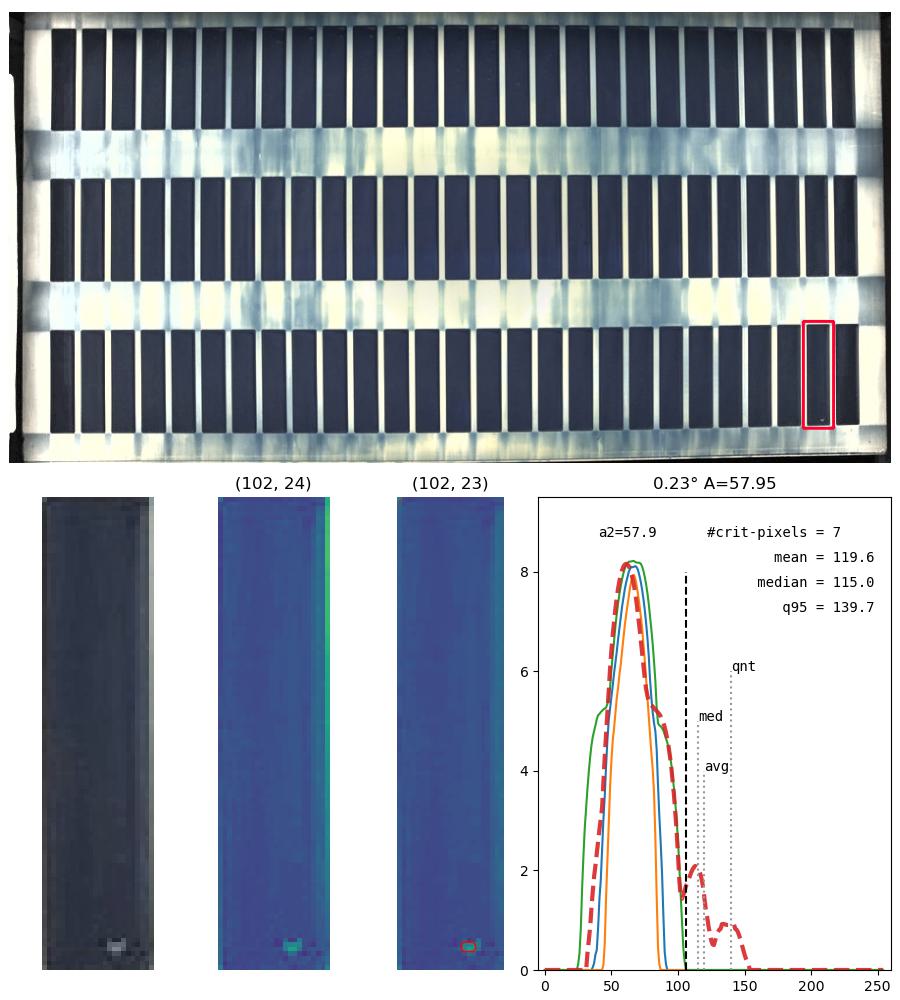 (102, 24)
(102, 23)
0.23° A=57.95
a2=57.9
#crit-pixels = 7
mean = 119.6
median = 115.0
q95 = 139.7
qnt
med
avg
8
6
4
2
0
0 50 100 150 200 250